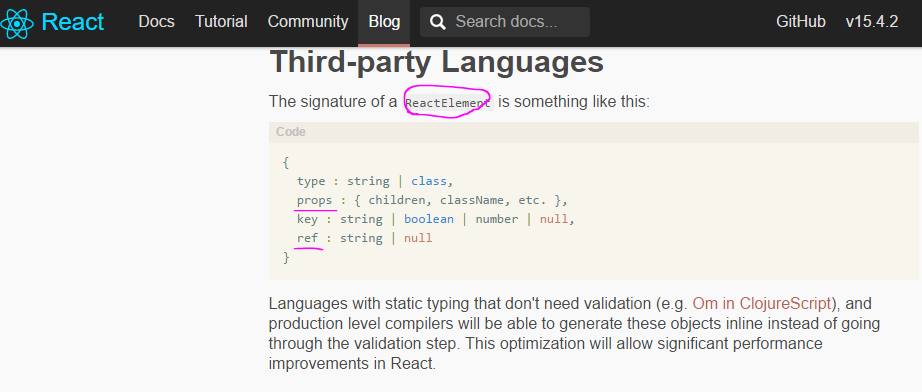 React Docs Tutorial Community Blog Search docs... GitHub v15.4.2
Third-party Languages
The signature of a ReactElement is something like this:
Code
{
type : string | class,
props : { children, className, etc. },
key : string | boolean | number | null,
ref : string | null
}
Languages with static typing that don't need validation (e.g. Om in ClojureScript), and
production level compilers will be able to generate these objects inline instead of going
through the validation step. This optimization will allow significant performance
improvements in React.